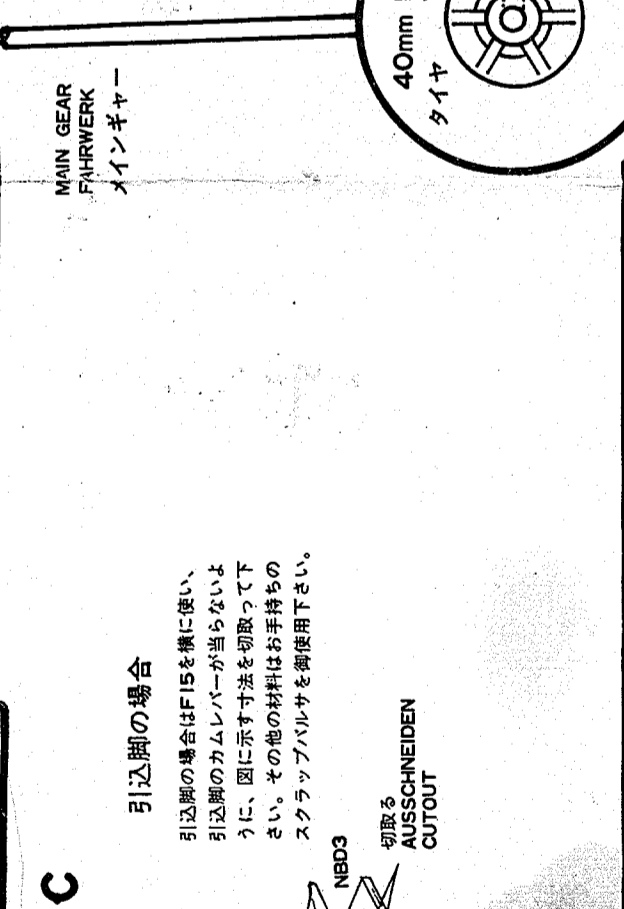 C
引込脚の場合
引込脚の場合はF15を横に使い、
引込脚のカムレバーが当らないよ
うに、図に示す寸法を切取って下
さい。その他の材料はお手持ちの
スクラップバルサを御使用下さい。
NBD3
切取る
AUSSCHNEIDEN
CUTOUT
MAIN GEAR
FAHRWERK
メインギャー
40mm
タイヤ